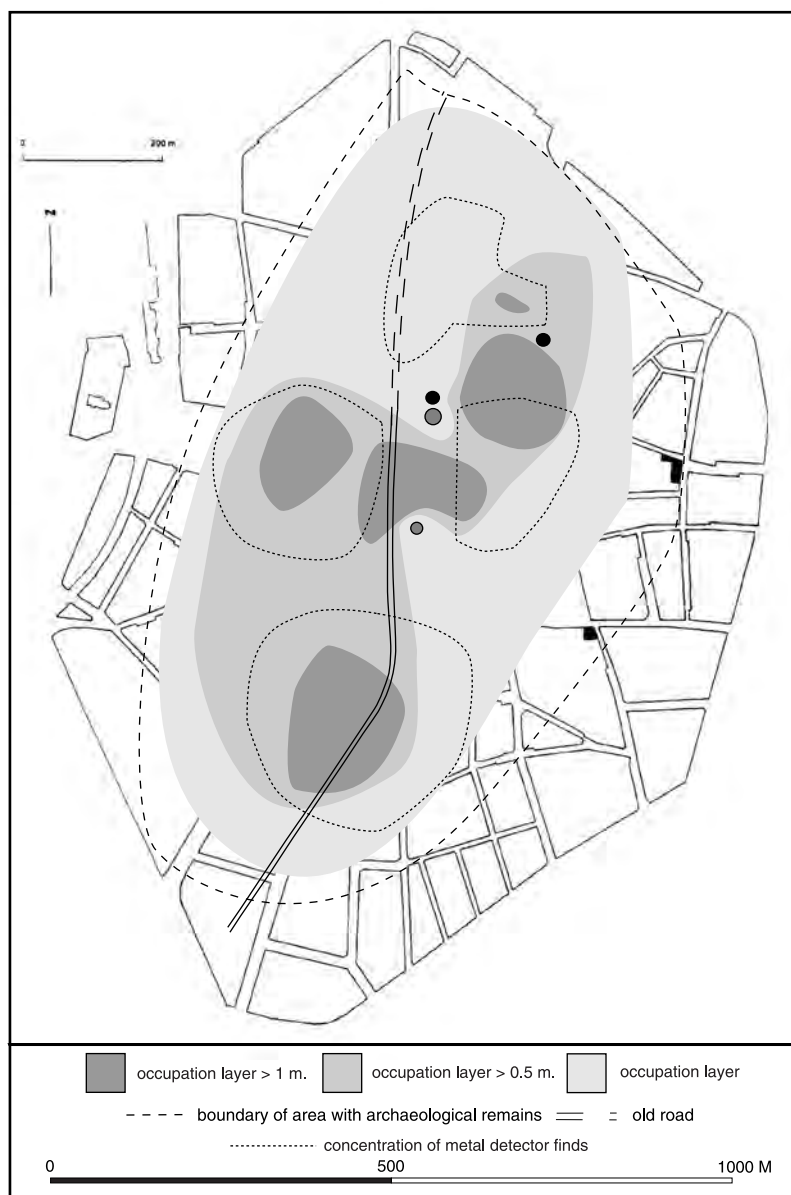 0 200 m
N
occupation layer > 1 m. occupation layer > 0.5 m. occupation layer
boundary of area with archaeological remains old road
concentration of metal detector finds
0 500 1000 M